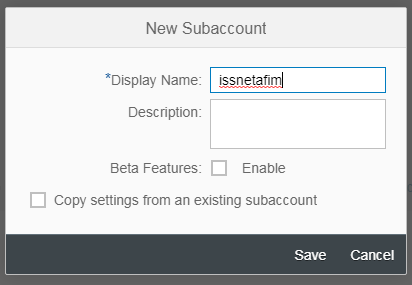 New Subaccount
*Display Name: issnetafim
Description:
Beta Features: Enable
Copy settings from an existing subaccount
Save Cancel